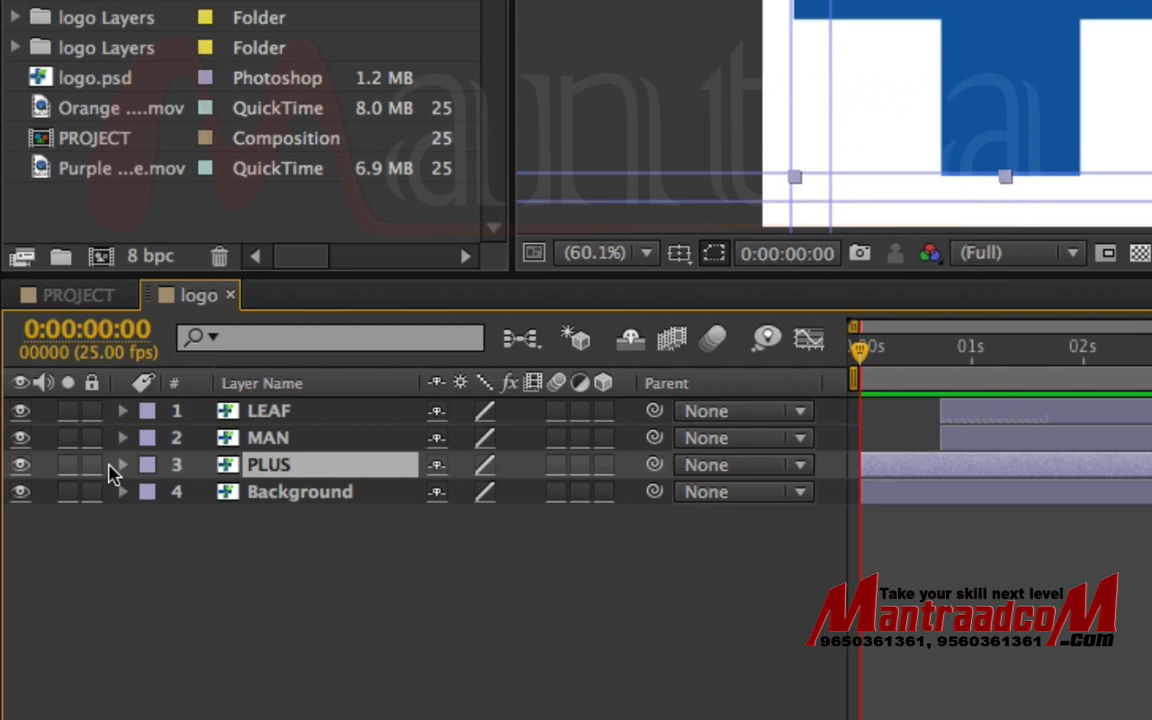 logo Layers Folder
logo Layers Folder
logo.psd Photoshop 1.2 MB
Orange ....mov QuickTime 8.0 MB 25
PROJECT Composition 25
Purple ...e.mov QuickTime 6.9 MB 25
8 bpc
(60.1%) 0:00:00:00 (Full)
PROJECT logo ×
0:00:00:00
00000 (25.00 fps)
00s 01s 02s
# Layer Name fx Parent
1 LEAF None
2 MAN None
3 PLUS None
4 Background None
Take your skill next level
MantraadcoM
9650361361, 9560361361 .com